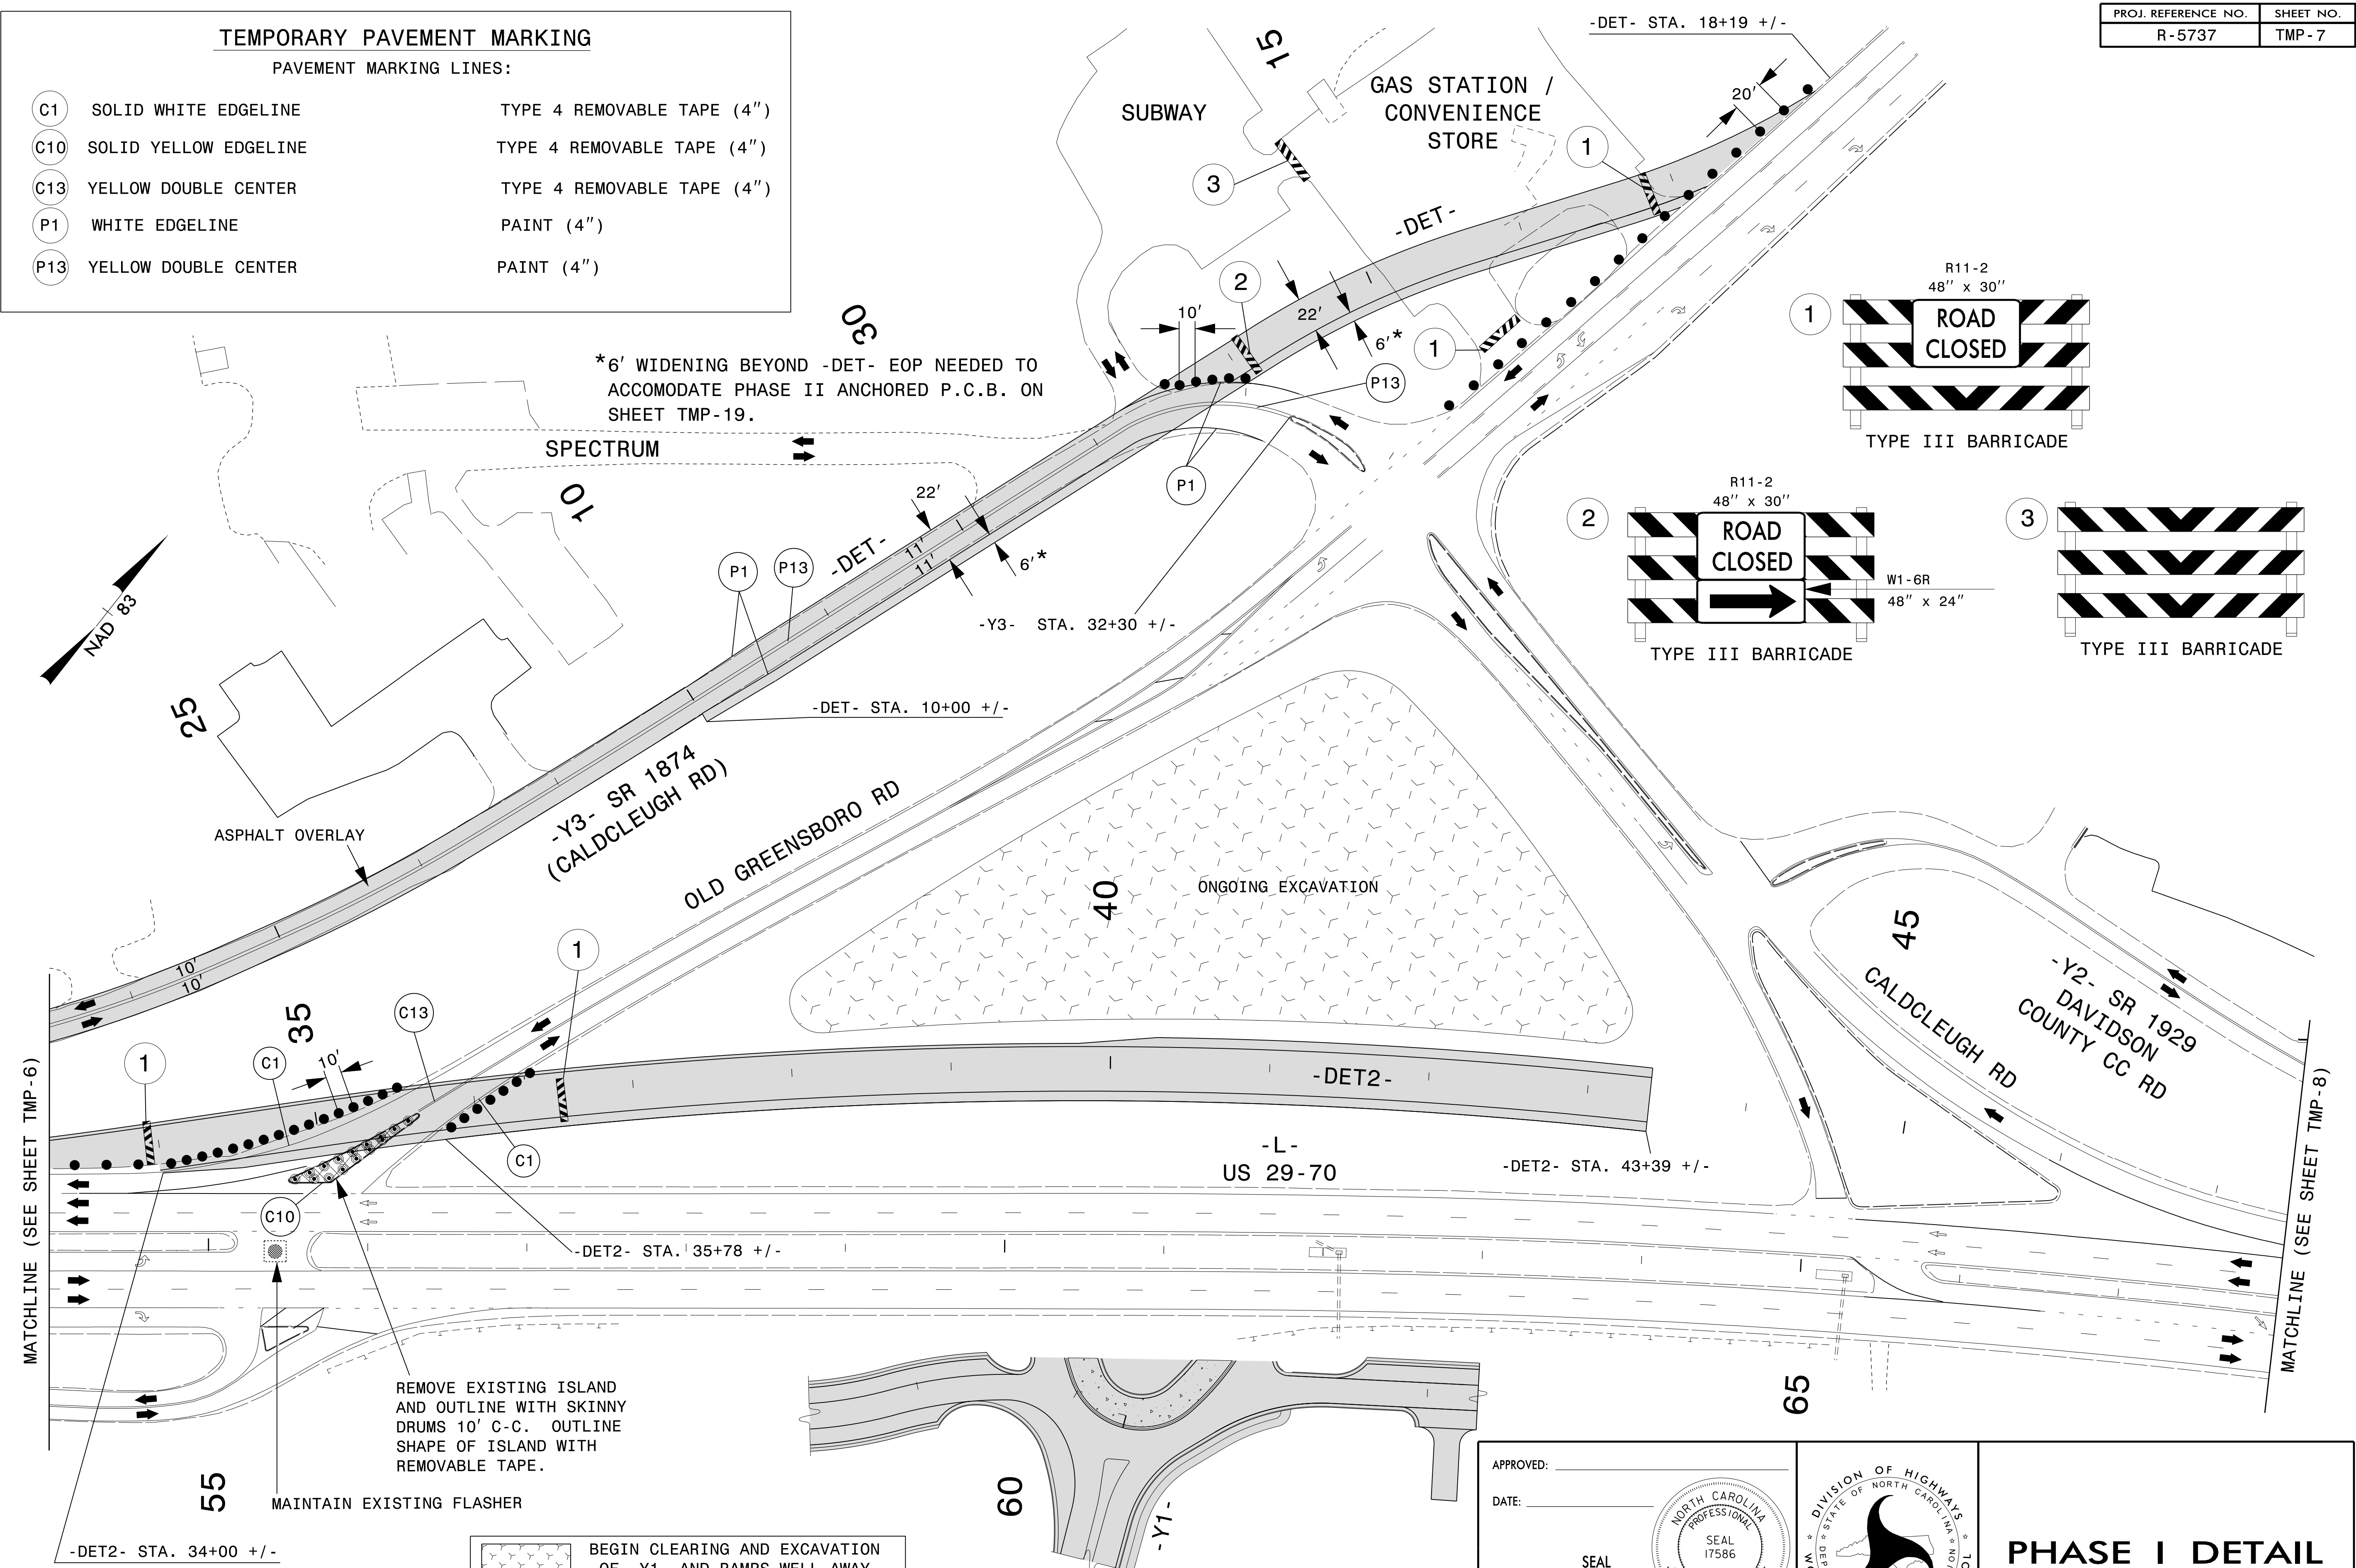 PROJ. REFERENCE NO. SHEET NO.
R-5737 TMP-7
TEMPORARY PAVEMENT MARKING
PAVEMENT MARKING LINES:
C1 SOLID WHITE EDGELINE TYPE 4 REMOVABLE TAPE (4")
C10 SOLID YELLOW EDGELINE TYPE 4 REMOVABLE TAPE (4")
C13 YELLOW DOUBLE CENTER TYPE 4 REMOVABLE TAPE (4")
P1 WHITE EDGELINE PAINT (4")
P13 YELLOW DOUBLE CENTER PAINT (4")
-DET- STA. 18+19 +/-
15
20'
SUBWAY
GAS STATION /
CONVENIENCE
STORE
1
3
-DET-
2
10'
22'
6'*
1
P13
P1
30
*6' WIDENING BEYOND -DET- EOP NEEDED TO
ACCOMODATE PHASE II ANCHORED P.C.B. ON
SHEET TMP-19.
SPECTRUM
10
22'
11'
11'
6'*
-DET-
P1
P13
-Y3- STA. 32+30 +/-
-DET- STA. 10+00 +/-
1
R11-2
48" x 30"
ROAD
CLOSED
TYPE III BARRICADE
2
R11-2
48" x 30"
ROAD
CLOSED
W1-6R
48" x 24"
TYPE III BARRICADE
3
TYPE III BARRICADE
NAD 83
25
ASPHALT OVERLAY
-Y3- SR 1874
(CALDCLEUGH RD)
OLD GREENSBORO RD
40
ONGOING EXCAVATION
45
-Y2- SR 1929
DAVIDSON
COUNTY CC RD
CALDCLEUGH RD
10'
10'
35
C13
1
1
C1
10'
C1
C10
-DET2-
-L-
US 29-70
-DET2- STA. 43+39 +/-
-DET2- STA. 35+78 +/-
MATCHLINE (SEE SHEET TMP-6)
MATCHLINE (SEE SHEET TMP-8)
REMOVE EXISTING ISLAND
AND OUTLINE WITH SKINNY
DRUMS 10' C-C. OUTLINE
SHAPE OF ISLAND WITH
REMOVABLE TAPE.
MAINTAIN EXISTING FLASHER
55
60
65
-Y1-
-DET2- STA. 34+00 +/-
BEGIN CLEARING AND EXCAVATION
OF -Y1- AND RAMPS WELL AWAY
APPROVED:
DATE:
SEAL
NORTH CAROLINA
PROFESSIONAL
SEAL
17586
DIVISION OF HIGHWAYS
STATE OF NORTH CAROLINA
PHASE I DETAIL